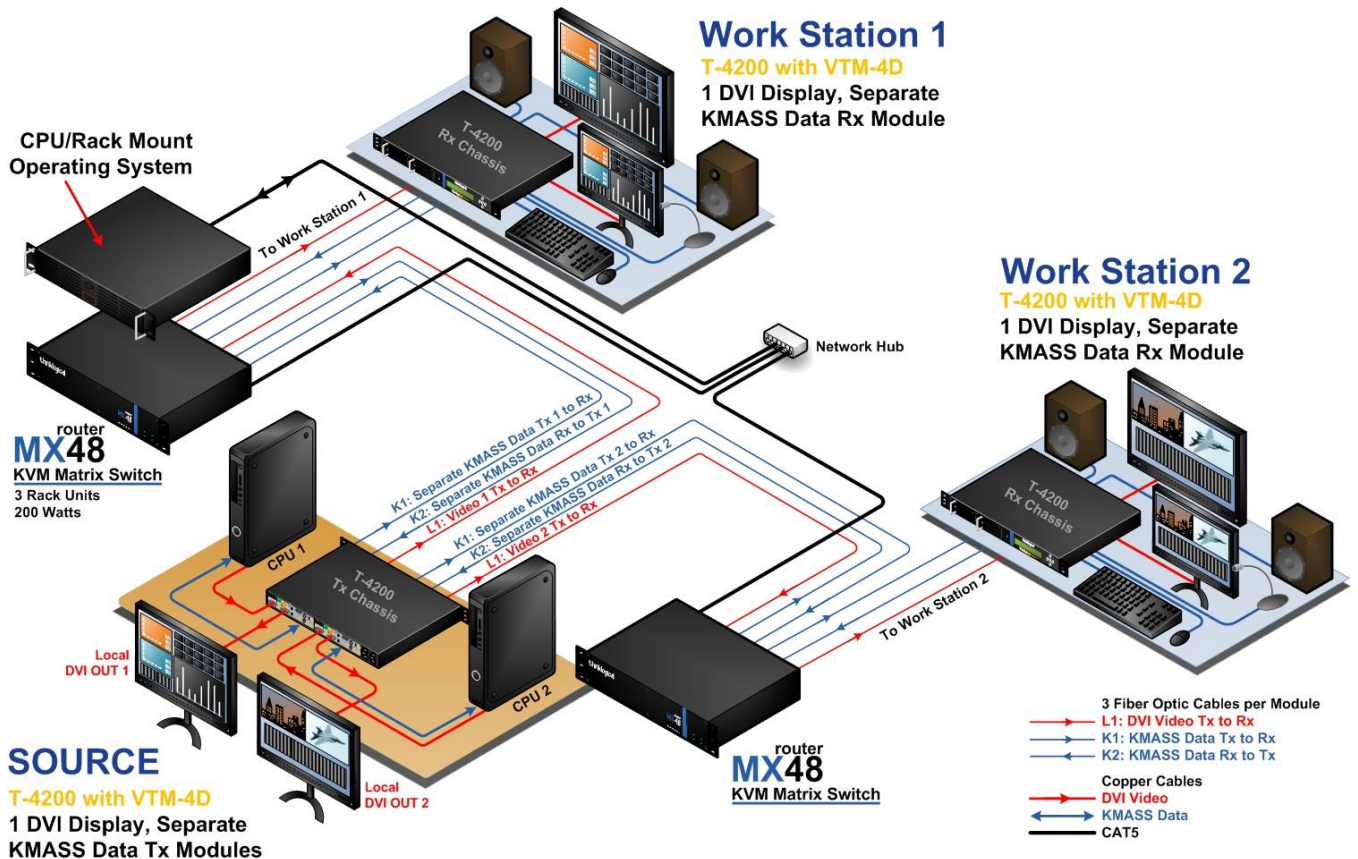 Work Station 1
T-4200 with VTM-4D
1 DVI Display, Separate
KMASS Data Rx Module
CPU/Rack Mount
Operating System
T-4200
Rx Chassis
To Work Station 1
Work Station 2
T-4200 with VTM-4D
1 DVI Display, Separate
KMASS Data Rx Module
Network Hub
thinklogical
MX 48
router
MX48
KVM Matrix Switch
3 Rack Units
200 Watts
K1: Separate KMASS Data Tx 1 to Rx
K2: Separate KMASS Data Rx to Tx 1
L1: Video 1 Tx to Rx
K1: Separate KMASS Data Tx 2 to Rx
K2: Separate KMASS Data Rx to Tx 2
L1: Video 2 Tx to Rx
T-4200
Rx Chassis
To Work Station 2
CPU 1
T-4200
Tx Chassis
CPU 2
Local
DVI OUT 1
Local
DVI OUT 2
thinklogical
MX 48
router
MX48
KVM Matrix Switch
SOURCE
T-4200 with VTM-4D
1 DVI Display, Separate
KMASS Data Tx Modules
3 Fiber Optic Cables per Module
L1: DVI Video Tx to Rx
K1: KMASS Data Tx to Rx
K2: KMASS Data Rx to Tx
Copper Cables
DVI Video
KMASS Data
CAT5